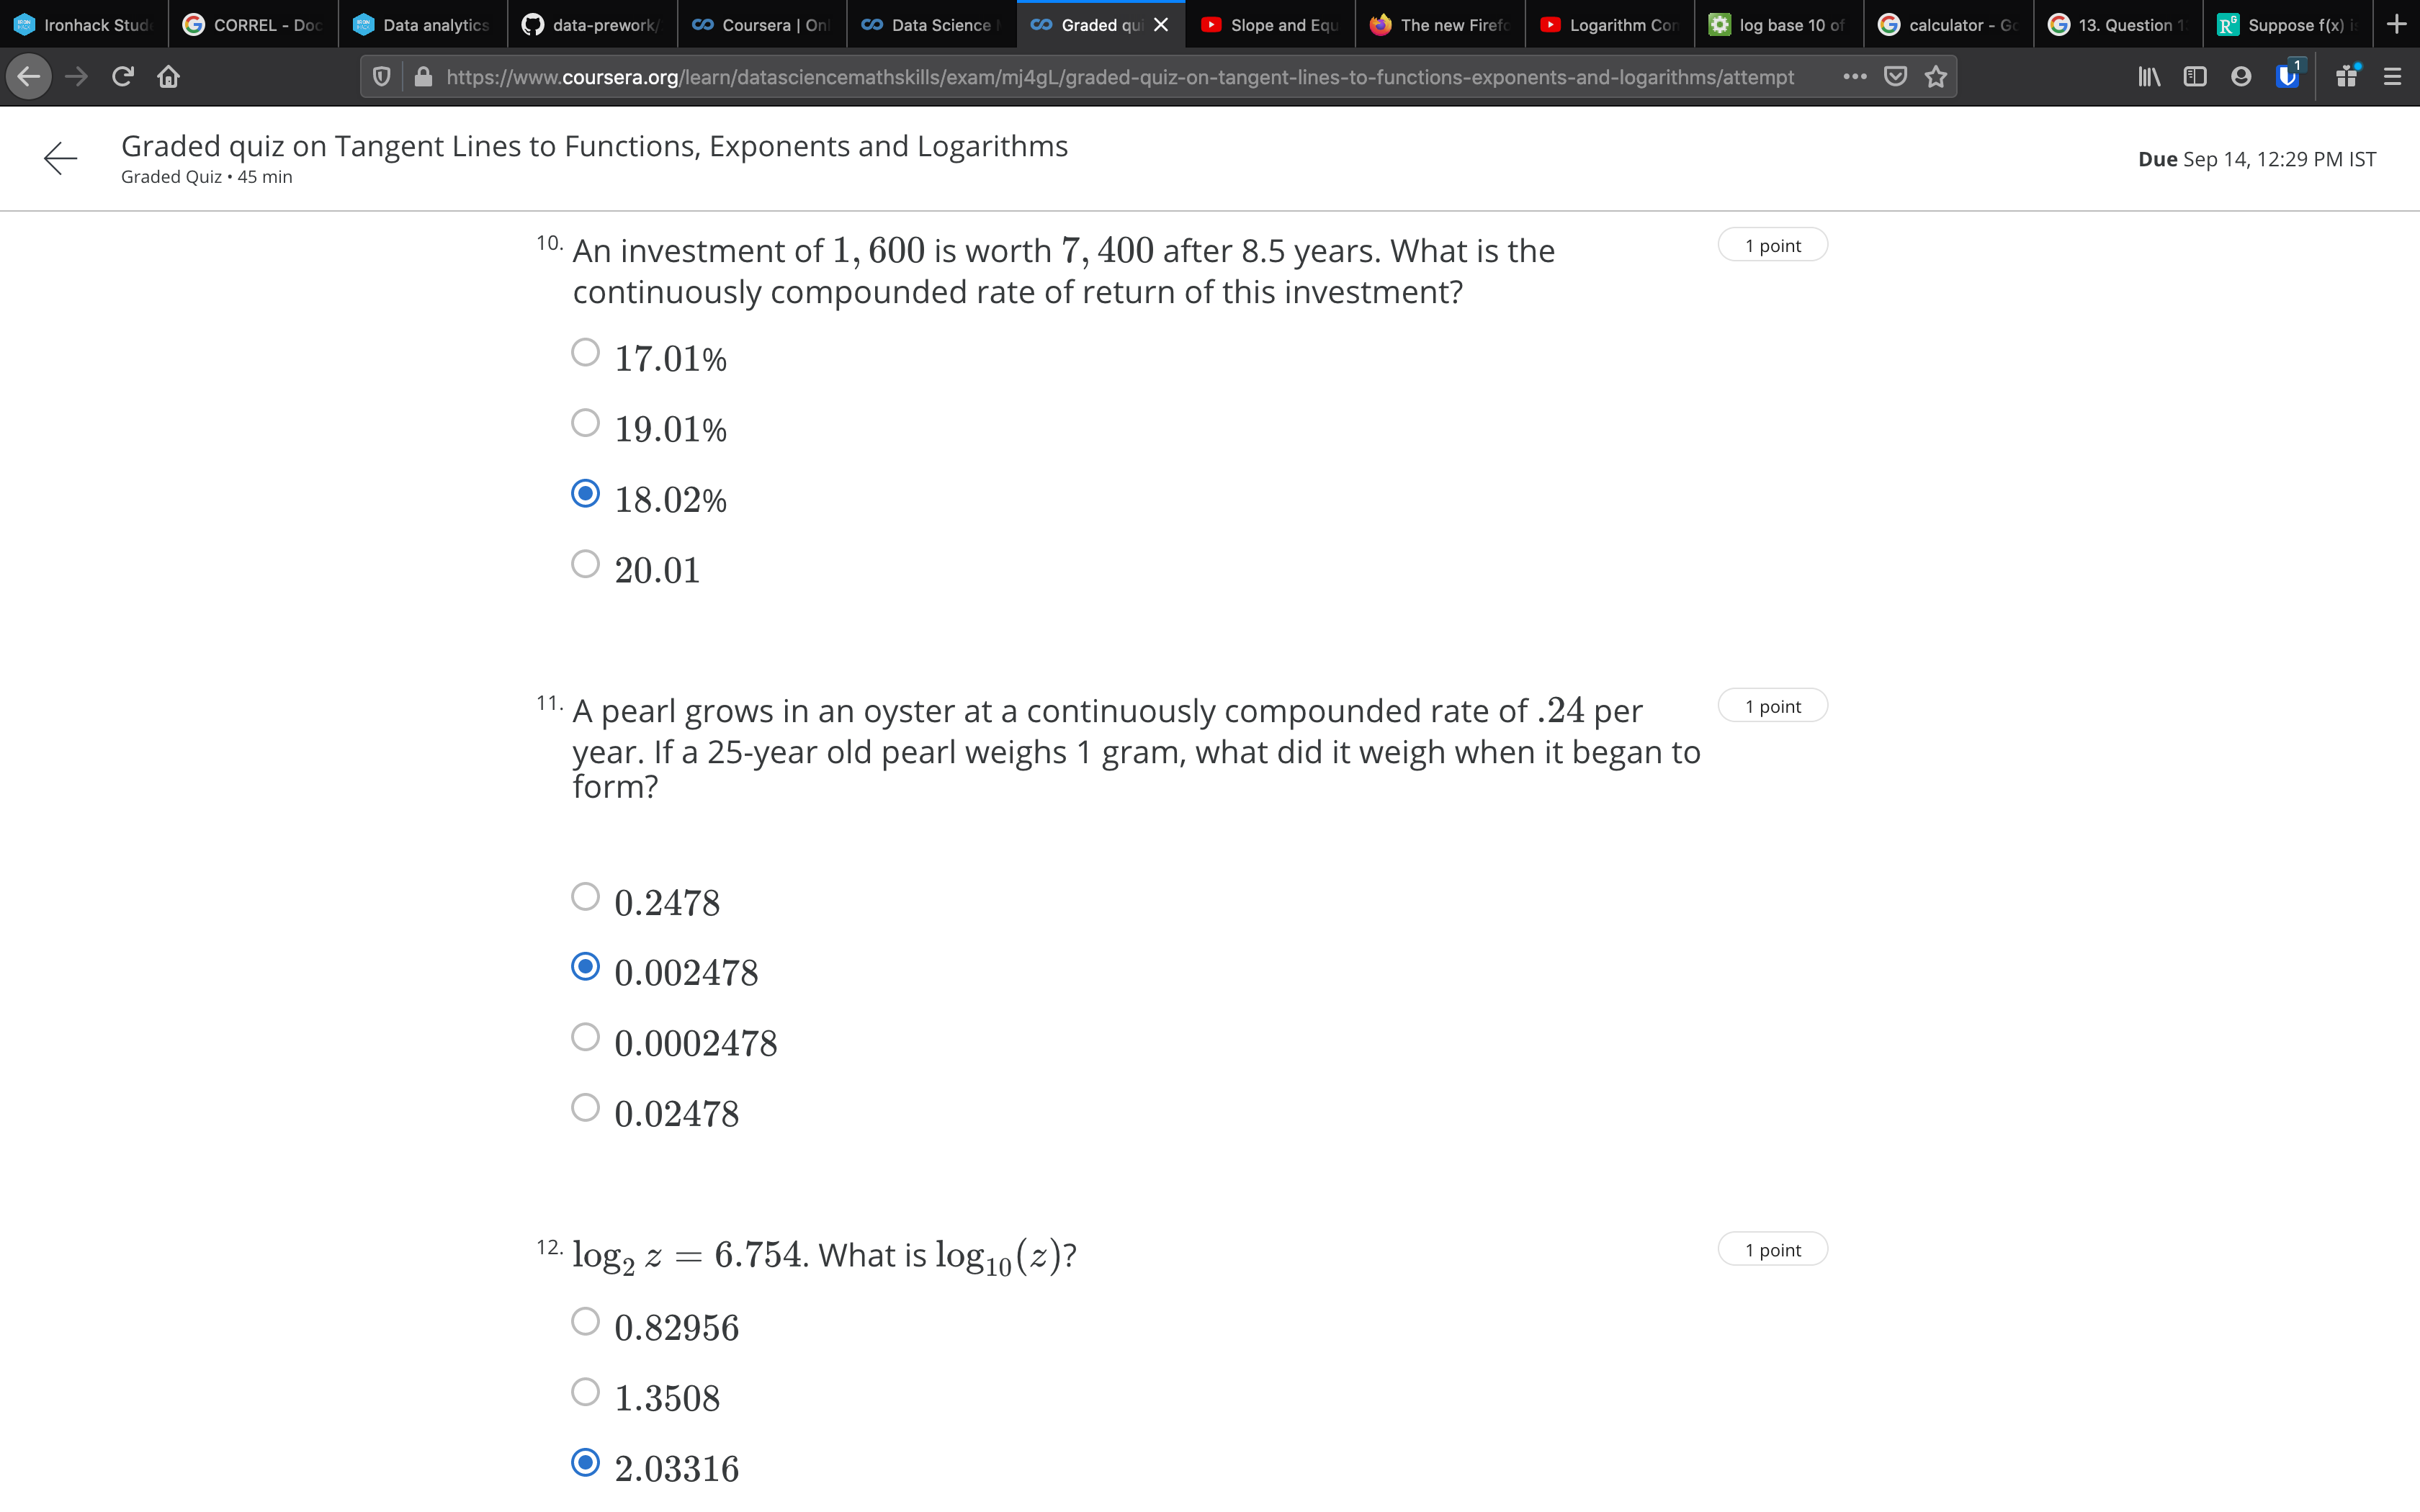 Ironhack Stud
CORREL - Doc
Data analytics
data-prework/
Coursera | Onl
Data Science M
Graded qui
Slope and Equ
The new Firefo
Logarithm Con
log base 10 of
calculator - Go
13. Question 1
Suppose f(x) is
https://www.coursera.org/learn/datasciencemathskills/exam/mj4gL/graded-quiz-on-tangent-lines-to-functions-exponents-and-logarithms/attempt
1
Graded quiz on Tangent Lines to Functions, Exponents and Logarithms
Graded Quiz • 45 min
Due Sep 14, 12:29 PM IST
10. An investment of 1, 600 is worth 7, 400 after 8.5 years. What is the
continuously compounded rate of return of this investment?
1 point
17.01%
19.01%
18.02%
20.01
11. A pearl grows in an oyster at a continuously compounded rate of .24 per
year. If a 25-year old pearl weighs 1 gram, what did it weigh when it began to
form?
1 point
0.2478
0.002478
0.0002478
0.02478
12. log₂ z = 6.754. What is log₁₀(z)?
1 point
0.82956
1.3508
2.03316